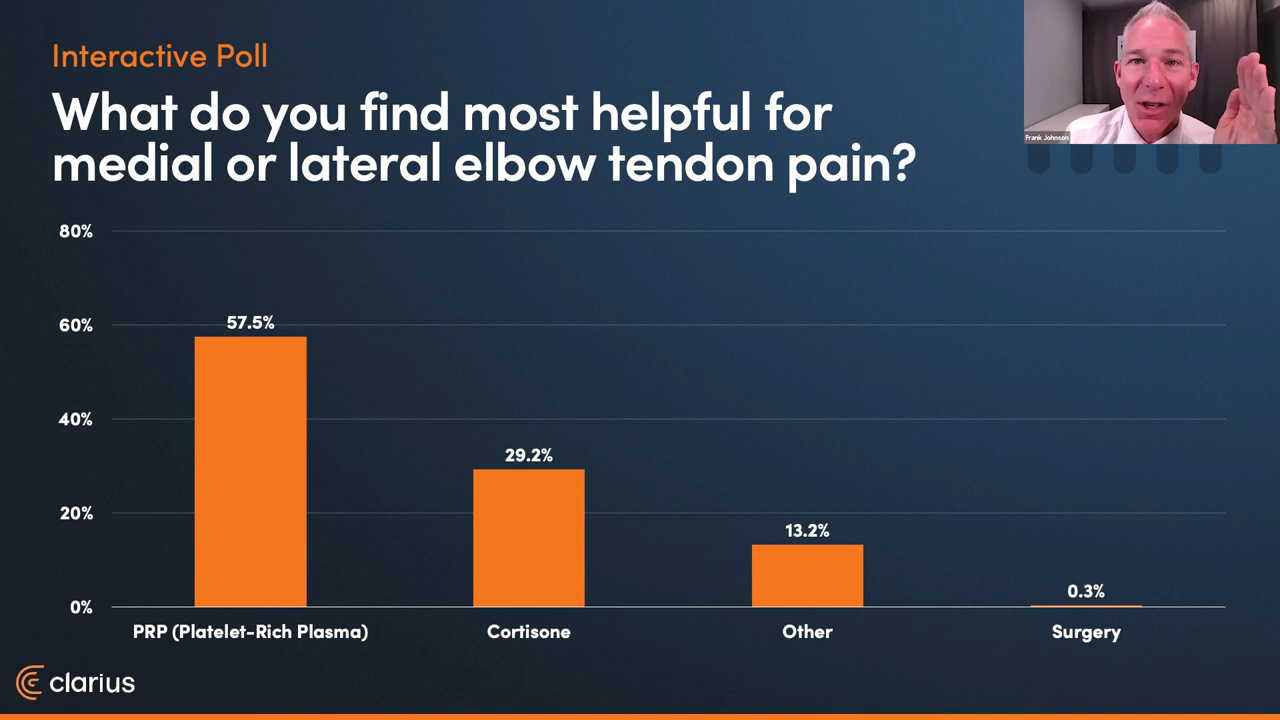 Interactive Poll
What do you find most helpful for
medial or lateral elbow tendon pain?
Frank Johnson
80%
60%
40%
20%
0%
57.5%
29.2%
13.2%
0.3%
PRP (Platelet-Rich Plasma)
Cortisone
Other
Surgery
clarius